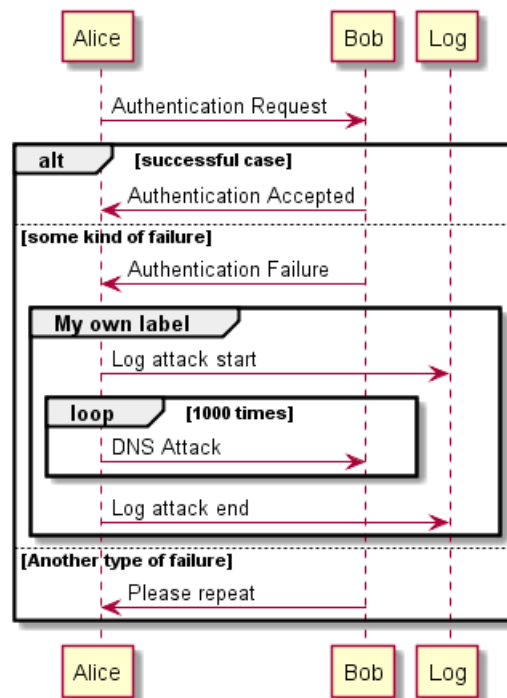 Alice Bob Log
Authentication Request
alt [successful case]
Authentication Accepted
[some kind of failure]
Authentication Failure
My own label
Log attack start
loop [1000 times]
DNS Attack
Log attack end
[Another type of failure]
Please repeat
Alice Bob Log